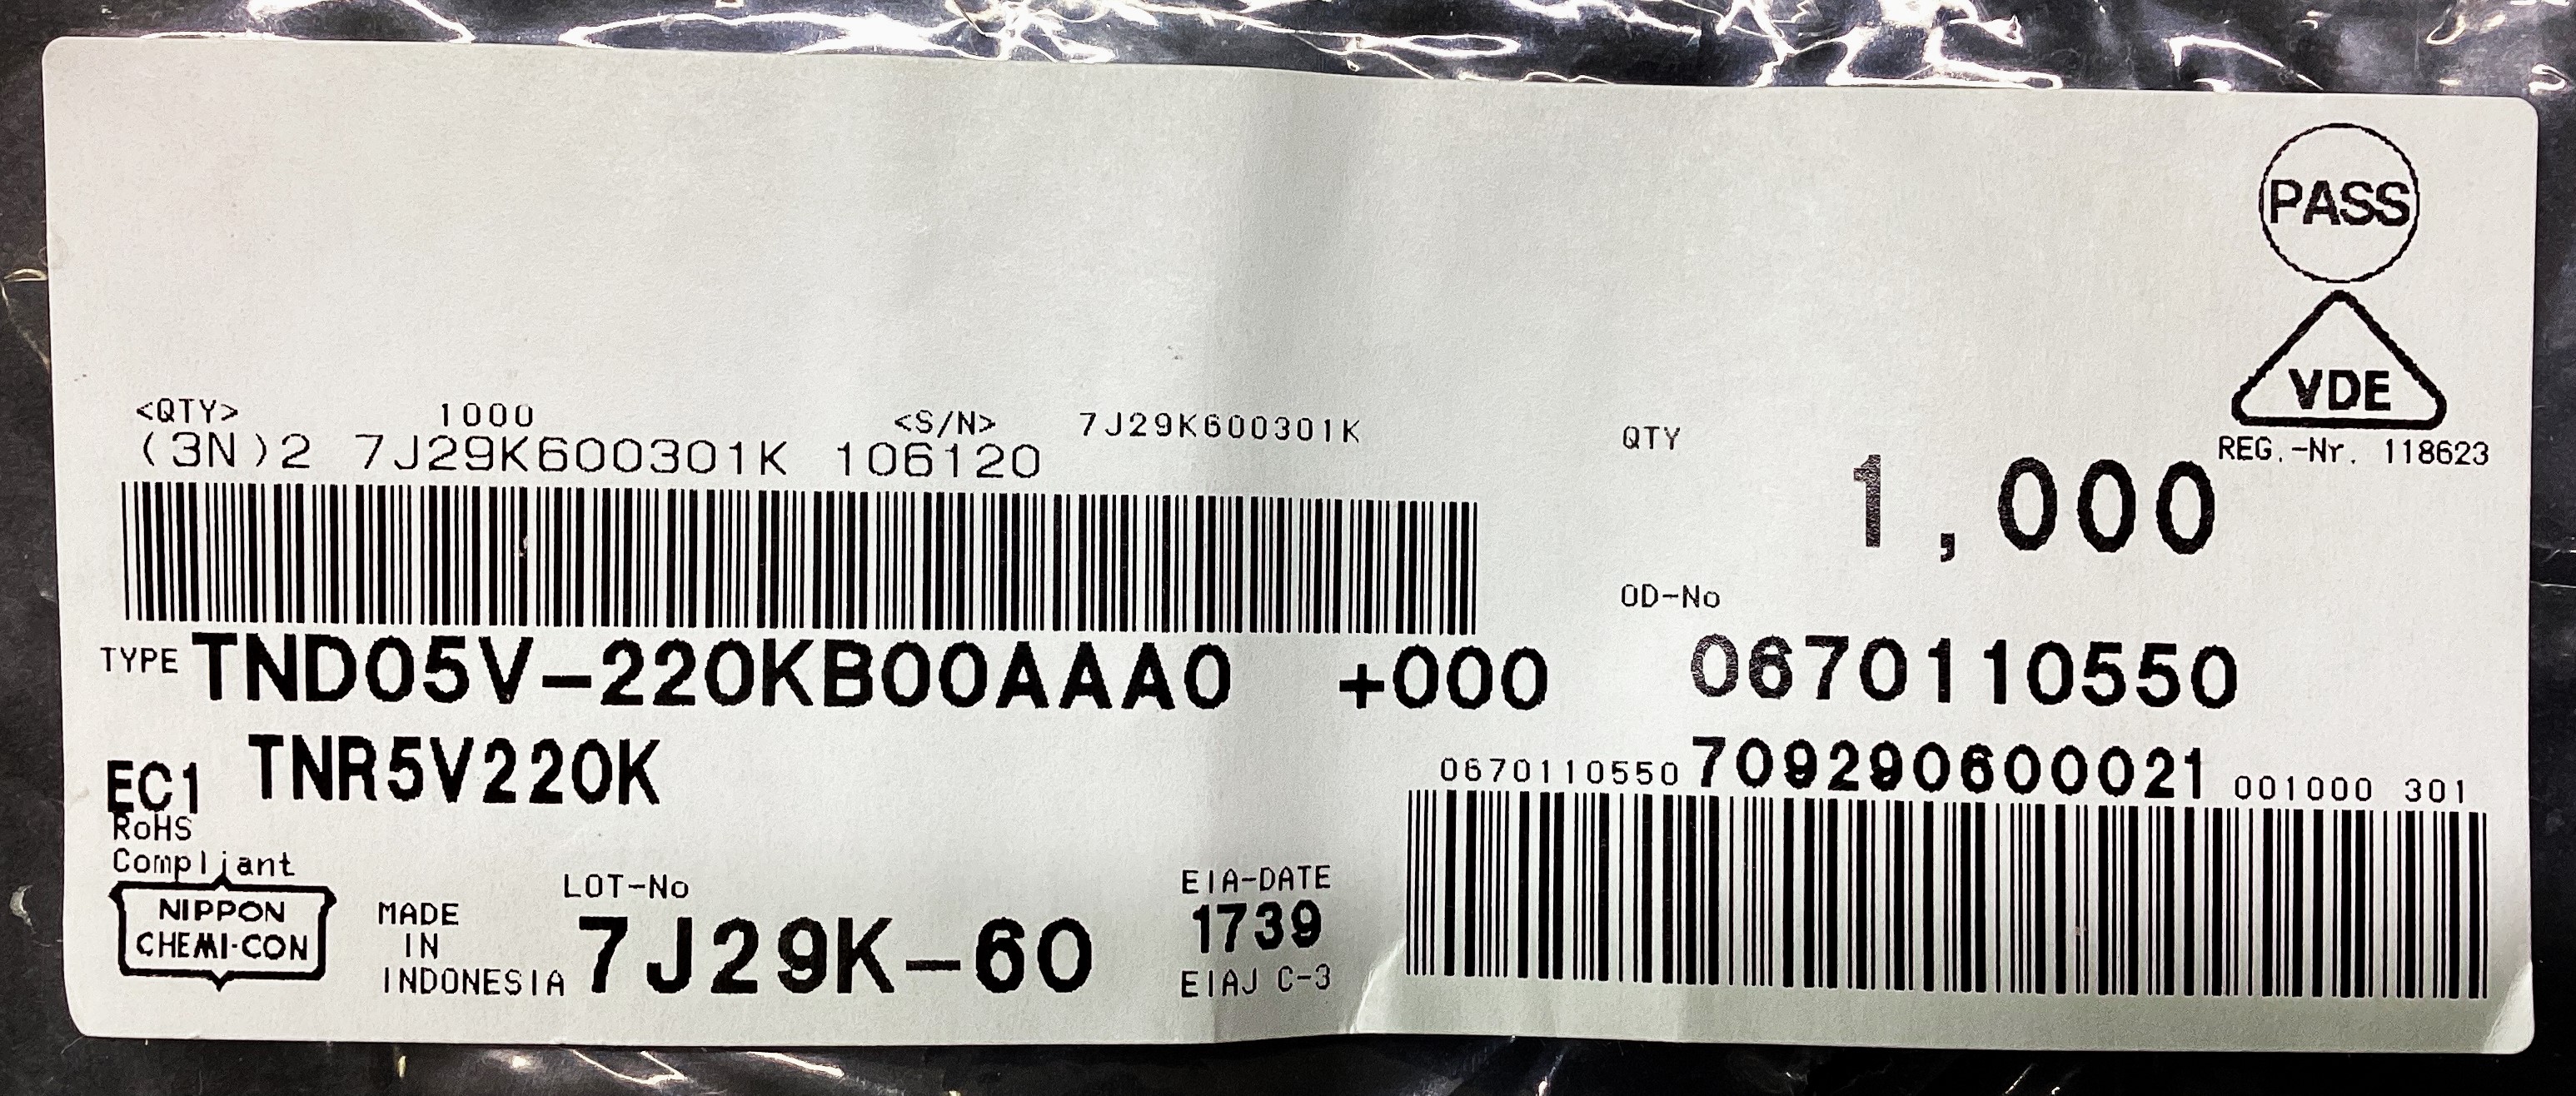 PASS
VDE
REG.-Nr. 118623
<QTY> 1000 <S/N> 7J29K600301K
(3N)2 7J29K600301K 106120
QTY
1,000
OD-No
0670110550
TYPE TND05V-220KB00AAA0 +000
TNR5V220K
EC1
RoHS
Compliant
0670110550 709290600021 001000 301
NIPPON
CHEMI-CON
MADE
IN
INDONESIA
LOT-No
7J29K-60
EIA-DATE
1739
EIAJ C-3